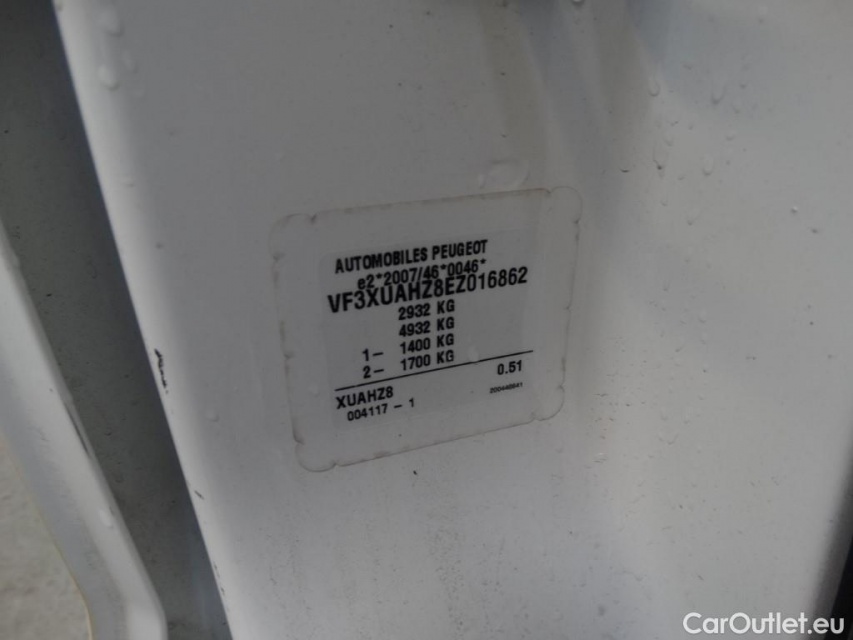 AUTOMOBILES PEUGEOT
e2*2007/46*0046*
VF3XUAHZ8EZ016862
2932 KG
4932 KG
1- 1400 KG
2- 1700 KG
XUAHZ8 0.51
004117 - 1
CarOutlet.eu